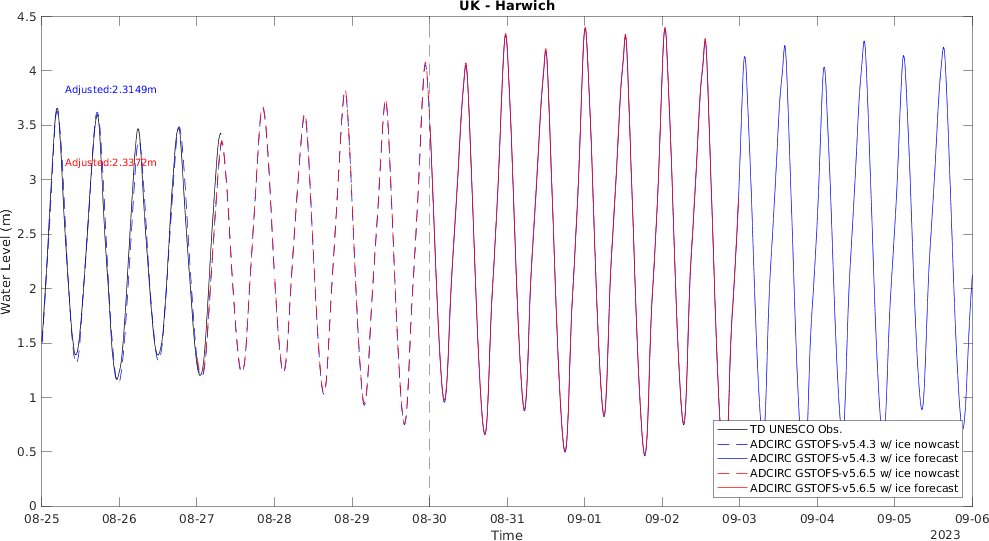 UK - Harwich
4.5
4
3.5
3
2.5
2
1.5
1
0.5
0
Water Level (m)
Adjusted:2.3149m
Adjusted:2.3372m
TD UNESCO Obs.
ADCIRC GSTOFS-v5.4.3 w/ ice nowcast
ADCIRC GSTOFS-v5.4.3 w/ ice forecast
ADCIRC GSTOFS-v5.6.5 w/ ice nowcast
ADCIRC GSTOFS-v5.6.5 w/ ice forecast
08-25 08-26 08-27 08-28 08-29 08-30 08-31 09-01 09-02 09-03 09-04 09-05 09-06
Time
2023